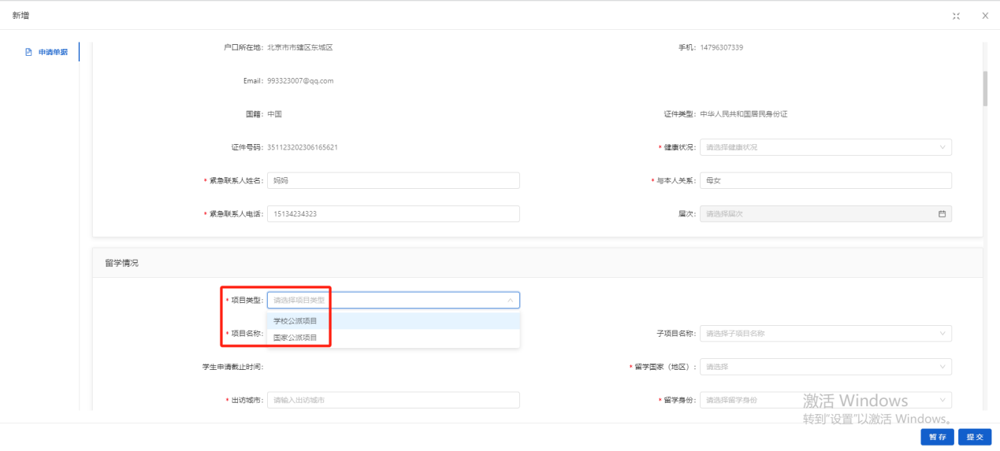 新增
申请单据
户口所在地: 北京市市辖区东城区
手机: 14796307339
Email: 993323007@qq.com
国籍: 中国
证件类型: 中华人民共和国居民身份证
证件号码: 351123202306165621
* 健康状况: 请选择健康状况
* 紧急联系人姓名: 妈妈
* 与本人关系: 母女
* 紧急联系人电话: 15134234323
届次: 请选择届次
留学情况
* 项目类型: 请选择项目类型
学校公派项目
国家公派项目
* 项目名称:
子项目名称: 请选择子项目名称
学生申请截止时间:
* 留学国家（地区）: 请选择
* 出访城市: 请输入出访城市
* 留学身份: 请选择留学身份
激活 Windows
转到"设置"以激活 Windows。
暂存
提交